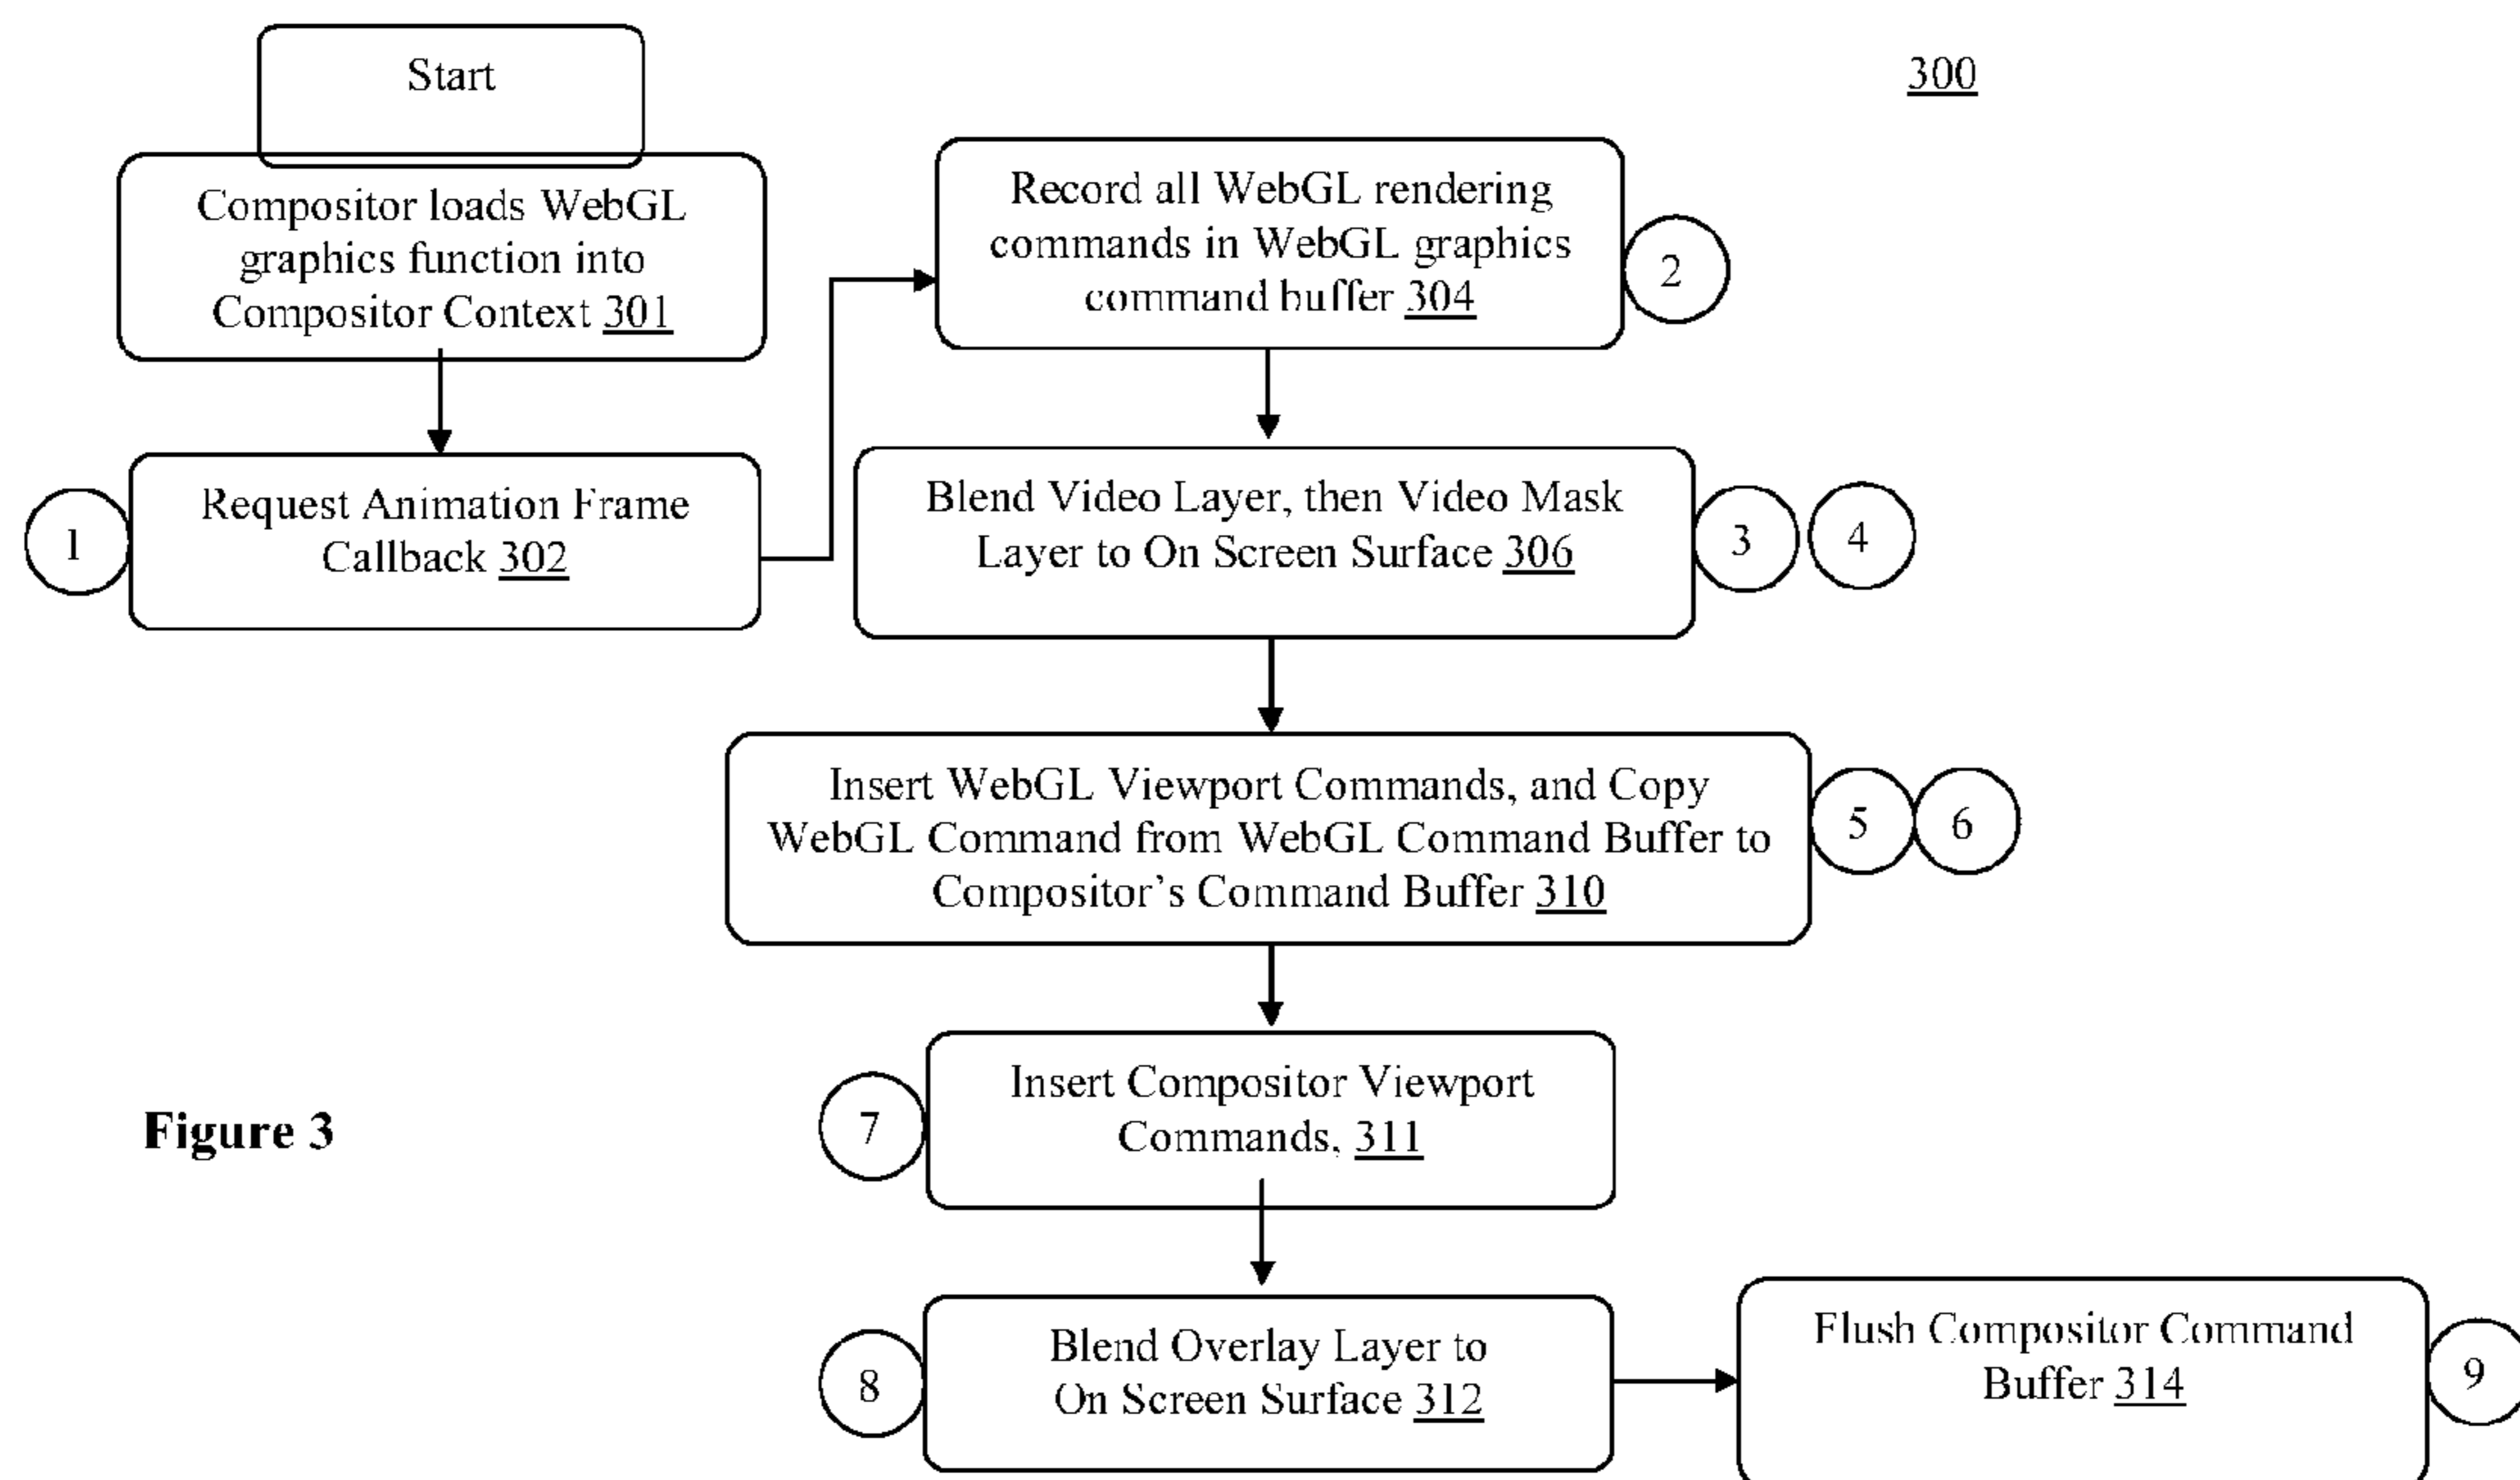 Start
300
Compositor loads WebGL
graphics function into
Compositor Context 301
1
Request Animation Frame
Callback 302
Record all WebGL rendering
commands in WebGL graphics
command buffer 304
2
Blend Video Layer, then Video Mask
Layer to On Screen Surface 306
3
4
Insert WebGL Viewport Commands, and Copy
WebGL Command from WebGL Command Buffer to
Compositor’s Command Buffer 310
5
6
Figure 3
7
Insert Compositor Viewport
Commands, 311
8
Blend Overlay Layer to
On Screen Surface 312
Flush Compositor Command
Buffer 314
9